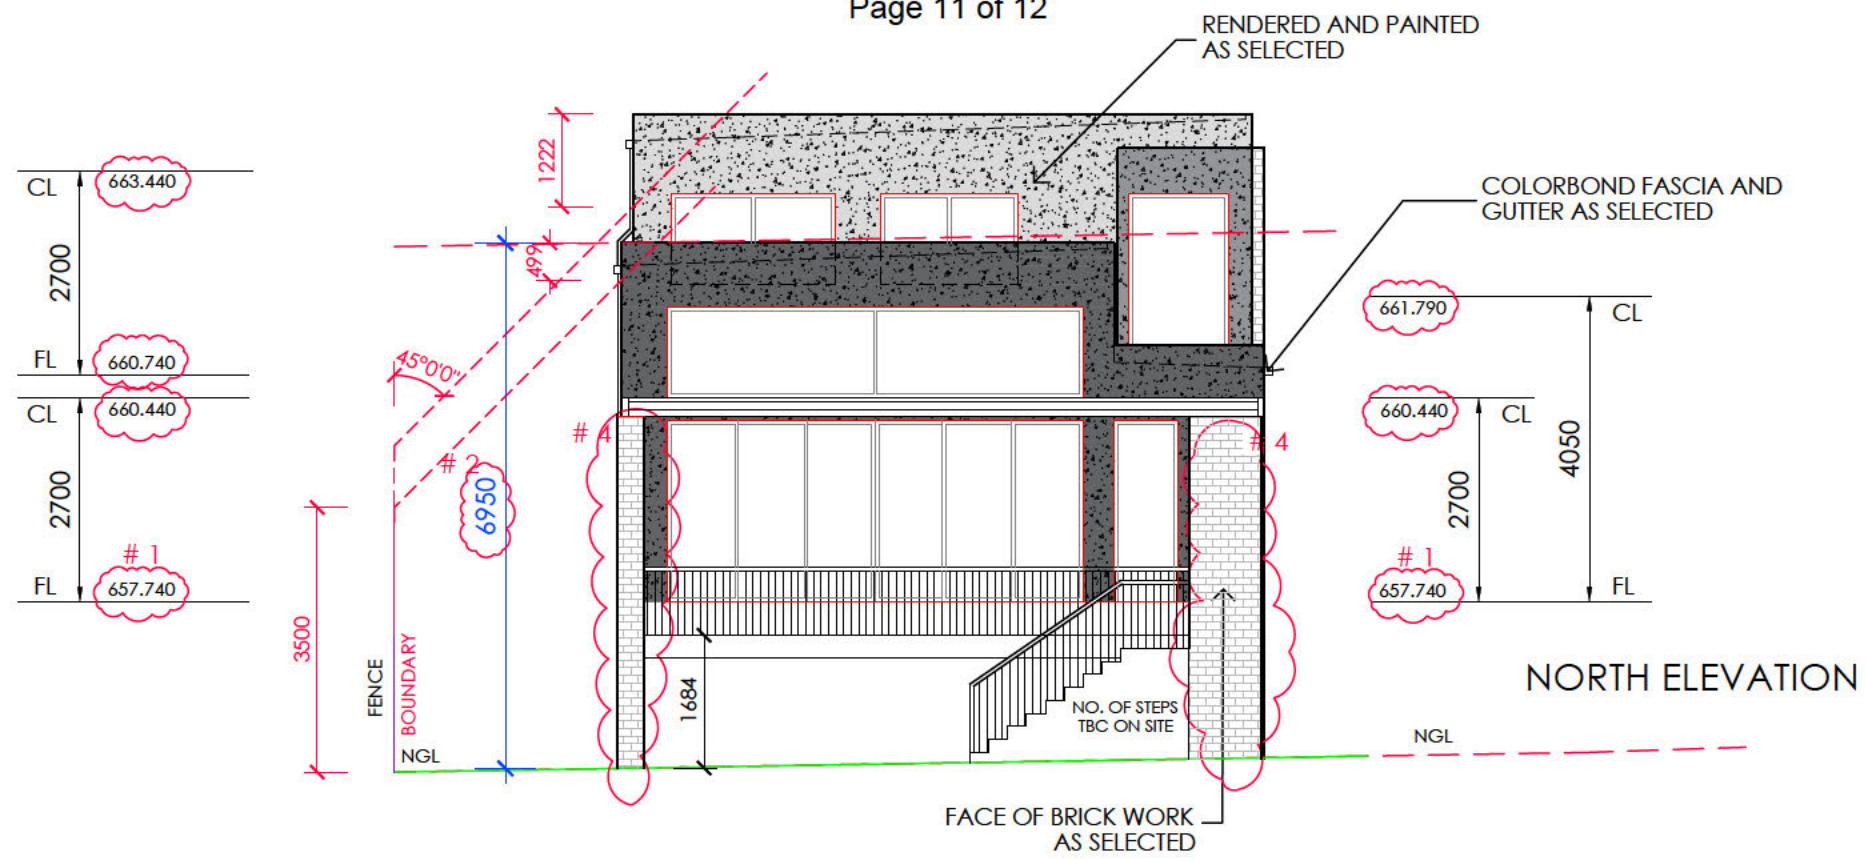 Page 11 of 12
RENDERED AND PAINTED
AS SELECTED
1222
CL
663.440
2700
COLORBOND FASCIA AND
GUTTER AS SELECTED
499
661.790
CL
FL
660.740
45°0'0"
CL
660.440
660.440
CL
# 4
# 4
4050
# 2
6950
2700
2700
# 1
# 1
FL
657.740
657.740
FL
3500
FENCE
BOUNDARY
1684
NO. OF STEPS
TBC ON SITE
NORTH ELEVATION
NGL
NGL
FACE OF BRICK WORK
AS SELECTED